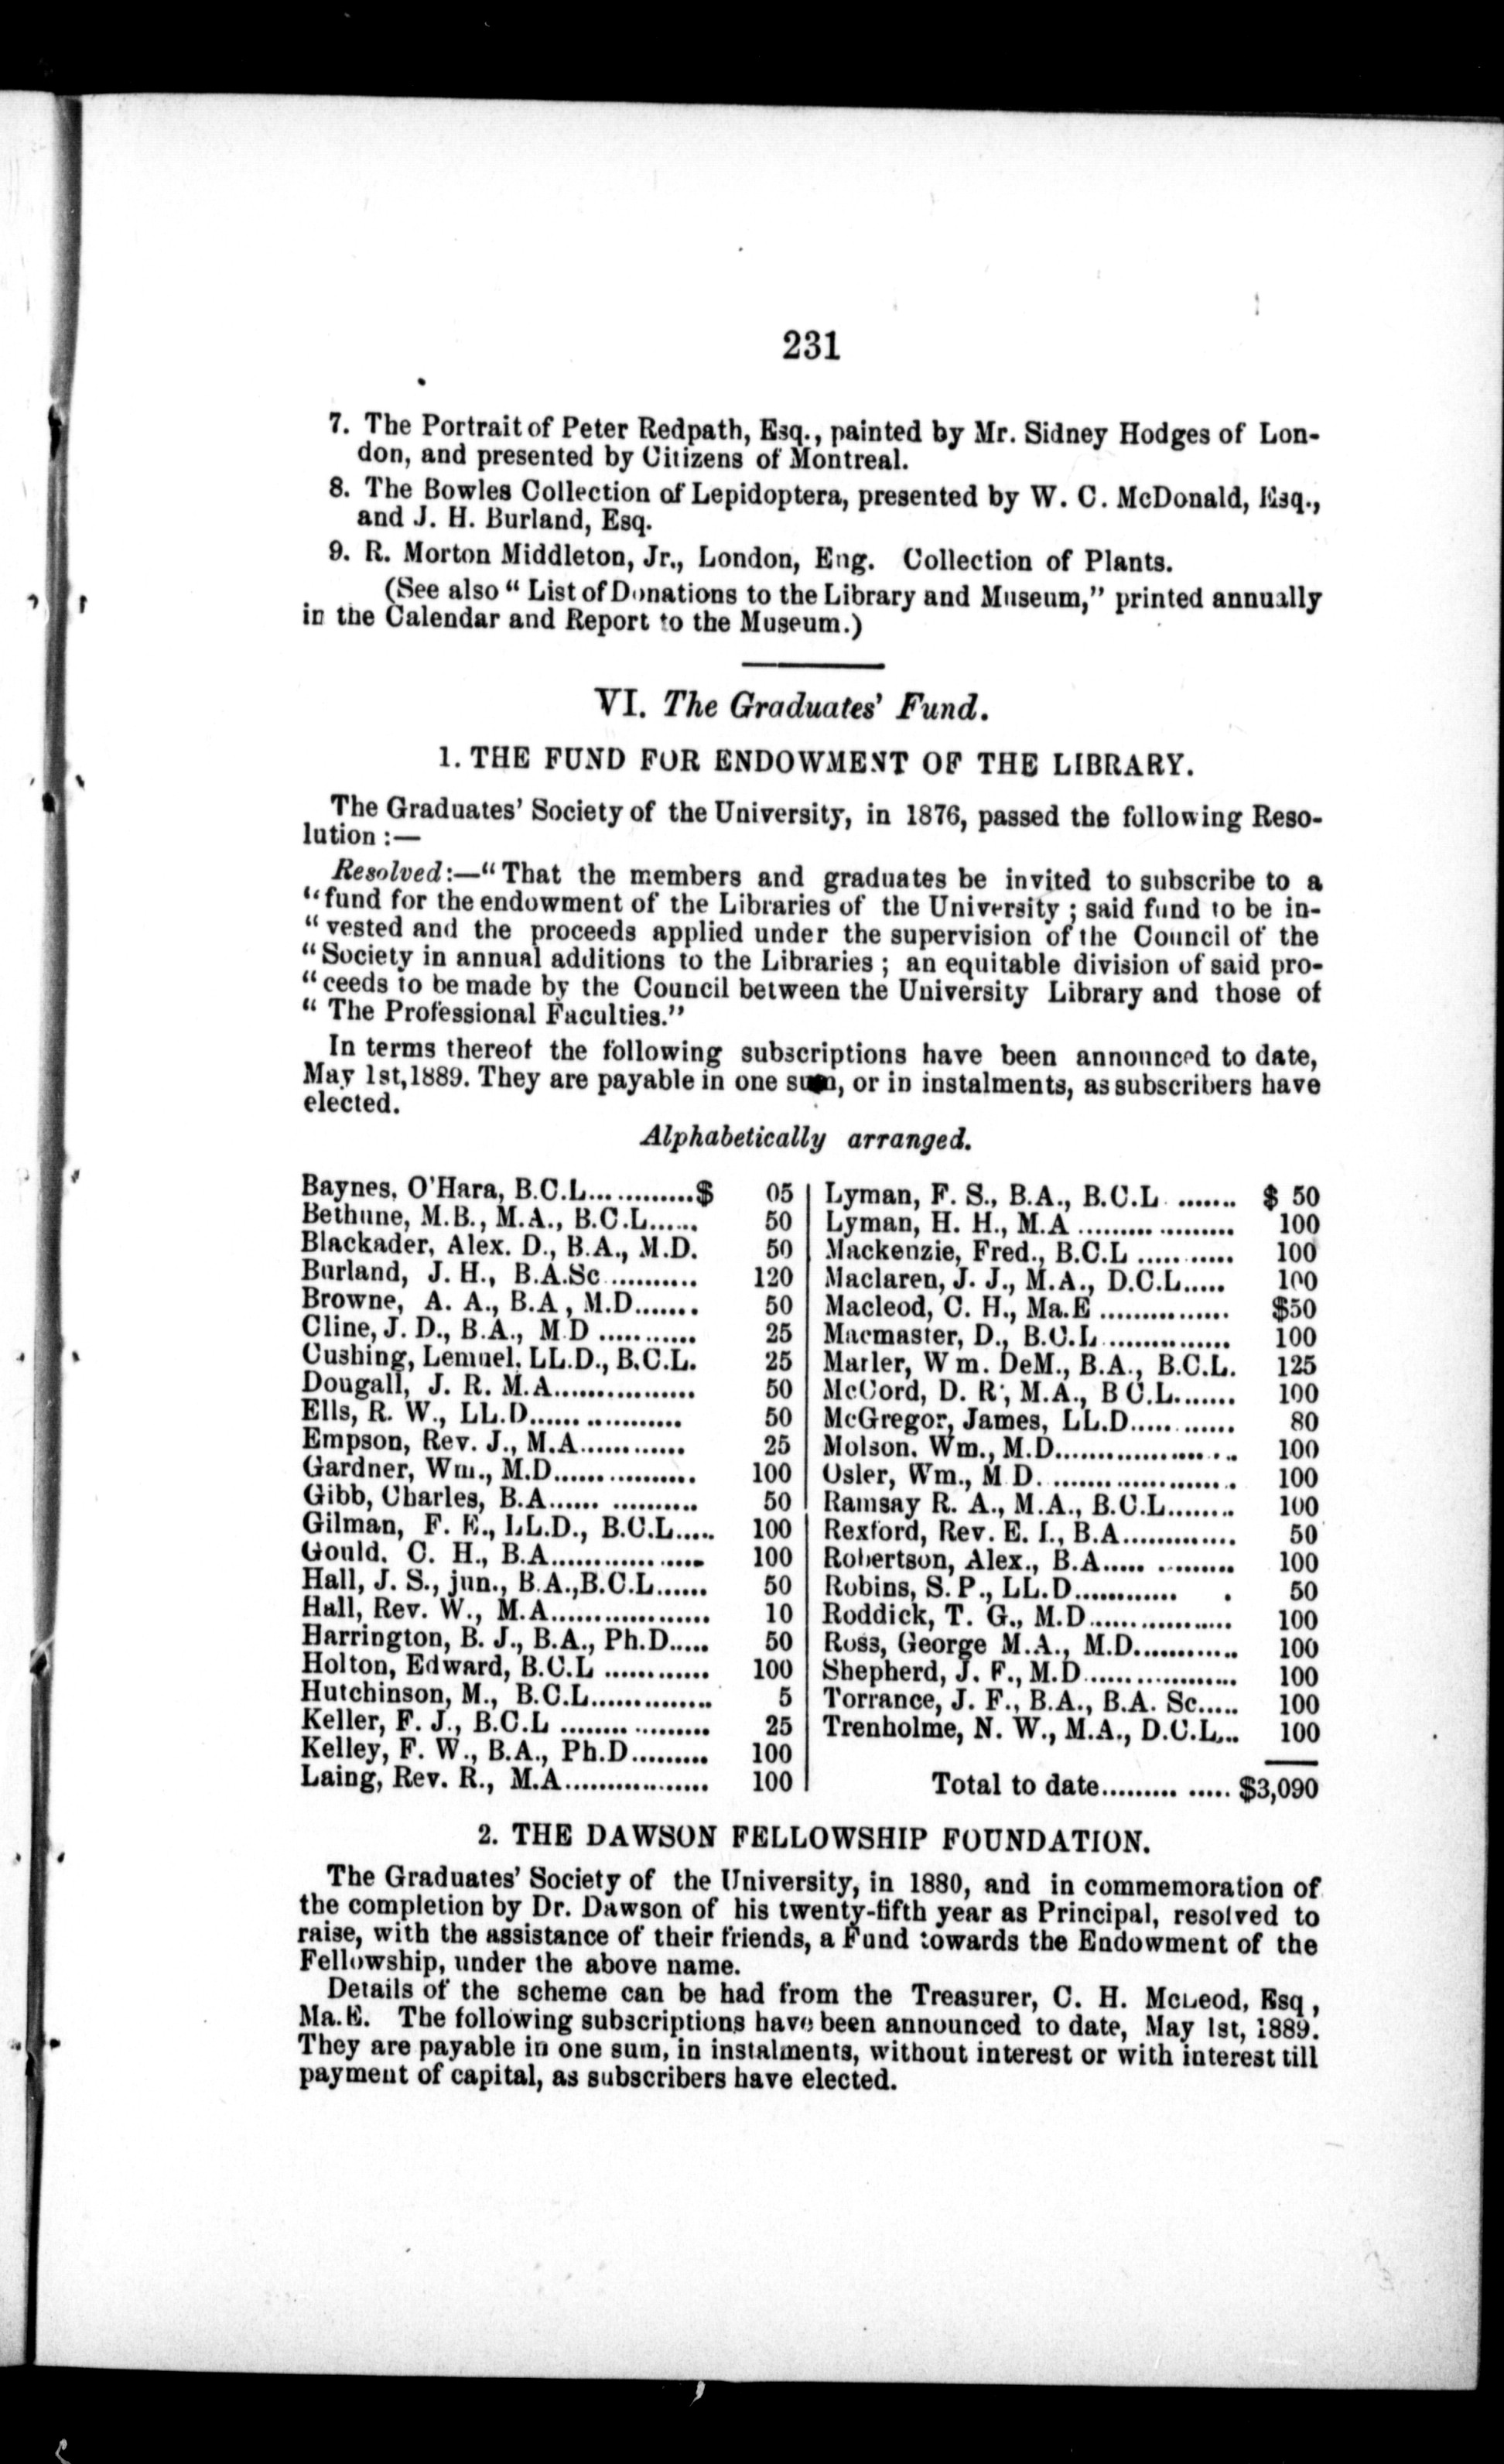 231
7. The Portrait of Peter Redpath, Esq., painted by Mr. Sidney Hodges of Lon-
don, and presented by Citizens of Montreal.
8. The Bowles Collection of Lepidoptera, presented by W. C. McDonald, Esq.,
and J. H. Burland, Esq.
9. R. Morton Middleton, Jr., London, Eng. Collection of Plants.
(See also " List of Donations to the Library and Museum," printed annually
in the Calendar and Report to the Museum.)
VI. The Graduates' Fund.
1. THE FUND FOR ENDOWMENT OF THE LIBRARY.
The Graduates' Society of the University, in 1876, passed the following Reso-
lution :—
Resolved:—" That the members and graduates be invited to subscribe to a
" fund for the endowment of the Libraries of the University ; said fund to be in-
" vested and the proceeds applied under the supervision of the Council of the
" Society in annual additions to the Libraries ; an equitable division of said pro-
" ceeds to be made by the Council between the University Library and those of
" The Professional Faculties."
In terms thereof the following subscriptions have been announced to date,
May 1st, 1889. They are payable in one sum, or in instalments, as subscribers have
elected.
Alphabetically arranged.
Baynes, O'Hara, B.C.L.............$ 05
Bethune, M.B., M.A., B.C.L...... 50
Blackader, Alex. D., B.A., M.D. 50
Burland, J. H., B.A.Sc .......... 120
Browne, A. A., B.A , M.D....... 50
Cline, J. D., B.A., M.D ........... 25
Cushing, Lemuel, LL.D., B.C.L. 25
Dougall, J. R. M.A................. 50
Ells, R. W., LL.D.................. 50
Empson, Rev. J., M.A............ 25
Gardner, Wm., M.D................. 100
Gibb, Charles, B.A...... .......... 50
Gilman, F. E., LL.D., B.C.L..... 100
Gould, C. H., B.A.................. 100
Hall, J. S., jun., B.A.,B.C.L...... 50
Hall, Rev. W., M.A................... 10
Harrington, B. J., B.A., Ph.D..... 50
Holton, Edward, B.C.L ............. 100
Hutchinson, M., B.C.L.............. 5
Keller, F. J., B.C.L ................. 25
Kelley, F. W., B.A., Ph.D......... 100
Laing, Rev. R., M.A................. 100
Lyman, F. S., B.A., B.C.L ........ $ 50
Lyman, H. H., M.A .................. 100
Mackenzie, Fred., B.C.L ........... 100
Maclaren, J. J., M.A., D.C.L..... 100
Macleod, C. H., Ma.E ............... $50
Macmaster, D., B.C.L............... 100
Marler, Wm. DeM., B.A., B.C.L. 125
McCord, D. R., M.A., B C.L....... 100
McGregor, James, LL.D............ 80
Molson, Wm., M.D.................... 100
Osler, Wm., M D. ..................... 100
Ramsay R. A., M.A., B.C.L........ 100
Rexford, Rev. E. I., B.A............. 50
Robertson, Alex., B.A..... ......... 100
Robins, S. P., LL.D............ . 50
Roddick, T. G., M.D................. 100
Ross, George M.A., M.D............ 100
Shepherd, J. F., M.D.................. 100
Torrance, J. F., B.A., B.A. Sc..... 100
Trenholme, N. W., M.A., D.C.L... 100
Total to date......... ..... $3,090
2. THE DAWSON FELLOWSHIP FOUNDATION.
The Graduates' Society of the University, in 1880, and in commemoration of
the completion by Dr. Dawson of his twenty-fifth year as Principal, resolved to
raise, with the assistance of their friends, a Fund towards the Endowment of the
Fellowship, under the above name.
Details of the scheme can be had from the Treasurer, C. H. McLeod, Esq ,
Ma.E. The following subscriptions have been announced to date, May 1st, 1889.
They are payable in one sum, in instalments, without interest or with interest till
payment of capital, as subscribers have elected.